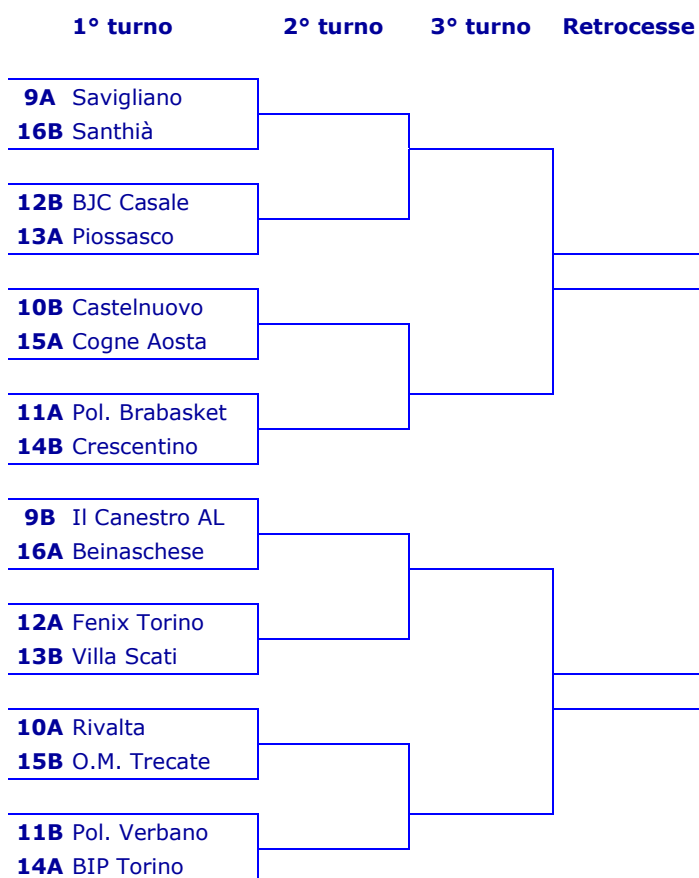 1° turno 2° turno 3° turno Retrocesse
9A Savigliano
16B Santhià
12B BJC Casale
13A Piossasco
10B Castelnuovo
15A Cogne Aosta
11A Pol. Brabasket
14B Crescentino
9B Il Canestro AL
16A Beinaschese
12A Fenix Torino
13B Villa Scati
10A Rivalta
15B O.M. Trecate
11B Pol. Verbano
14A BIP Torino